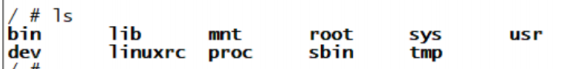 / # ls
bin lib mnt root sys usr
dev linuxrc proc sbin tmp
/ #